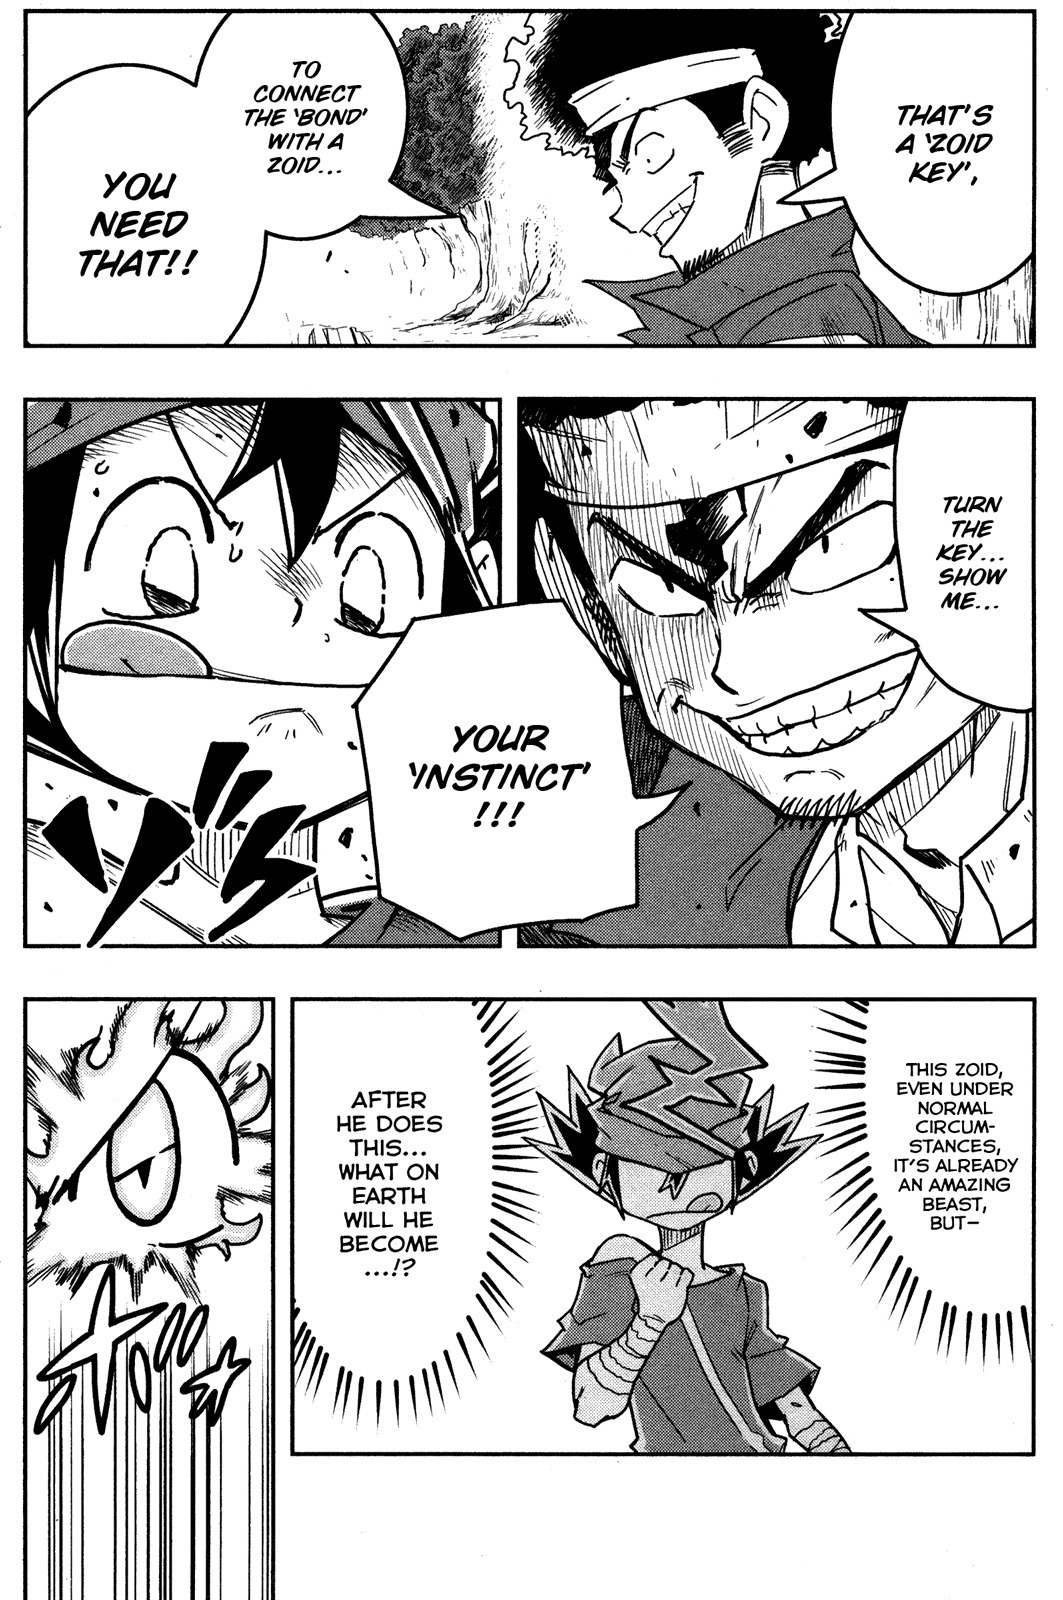 THAT'S
A 'ZOID
KEY',
TO
CONNECT
THE 'BOND'
WITH A
ZOID...
YOU
NEED
THAT!!
TURN
THE
KEY...
SHOW
ME...
YOUR
'INSTINCT'
!!!
THIS ZOID,
EVEN UNDER
NORMAL
CIRCUM-
STANCES,
IT'S ALREADY
AN AMAZING
BEAST,
BUT-
AFTER
HE DOES
THIS...
WHAT ON
EARTH
WILL HE
BECOME
...!?